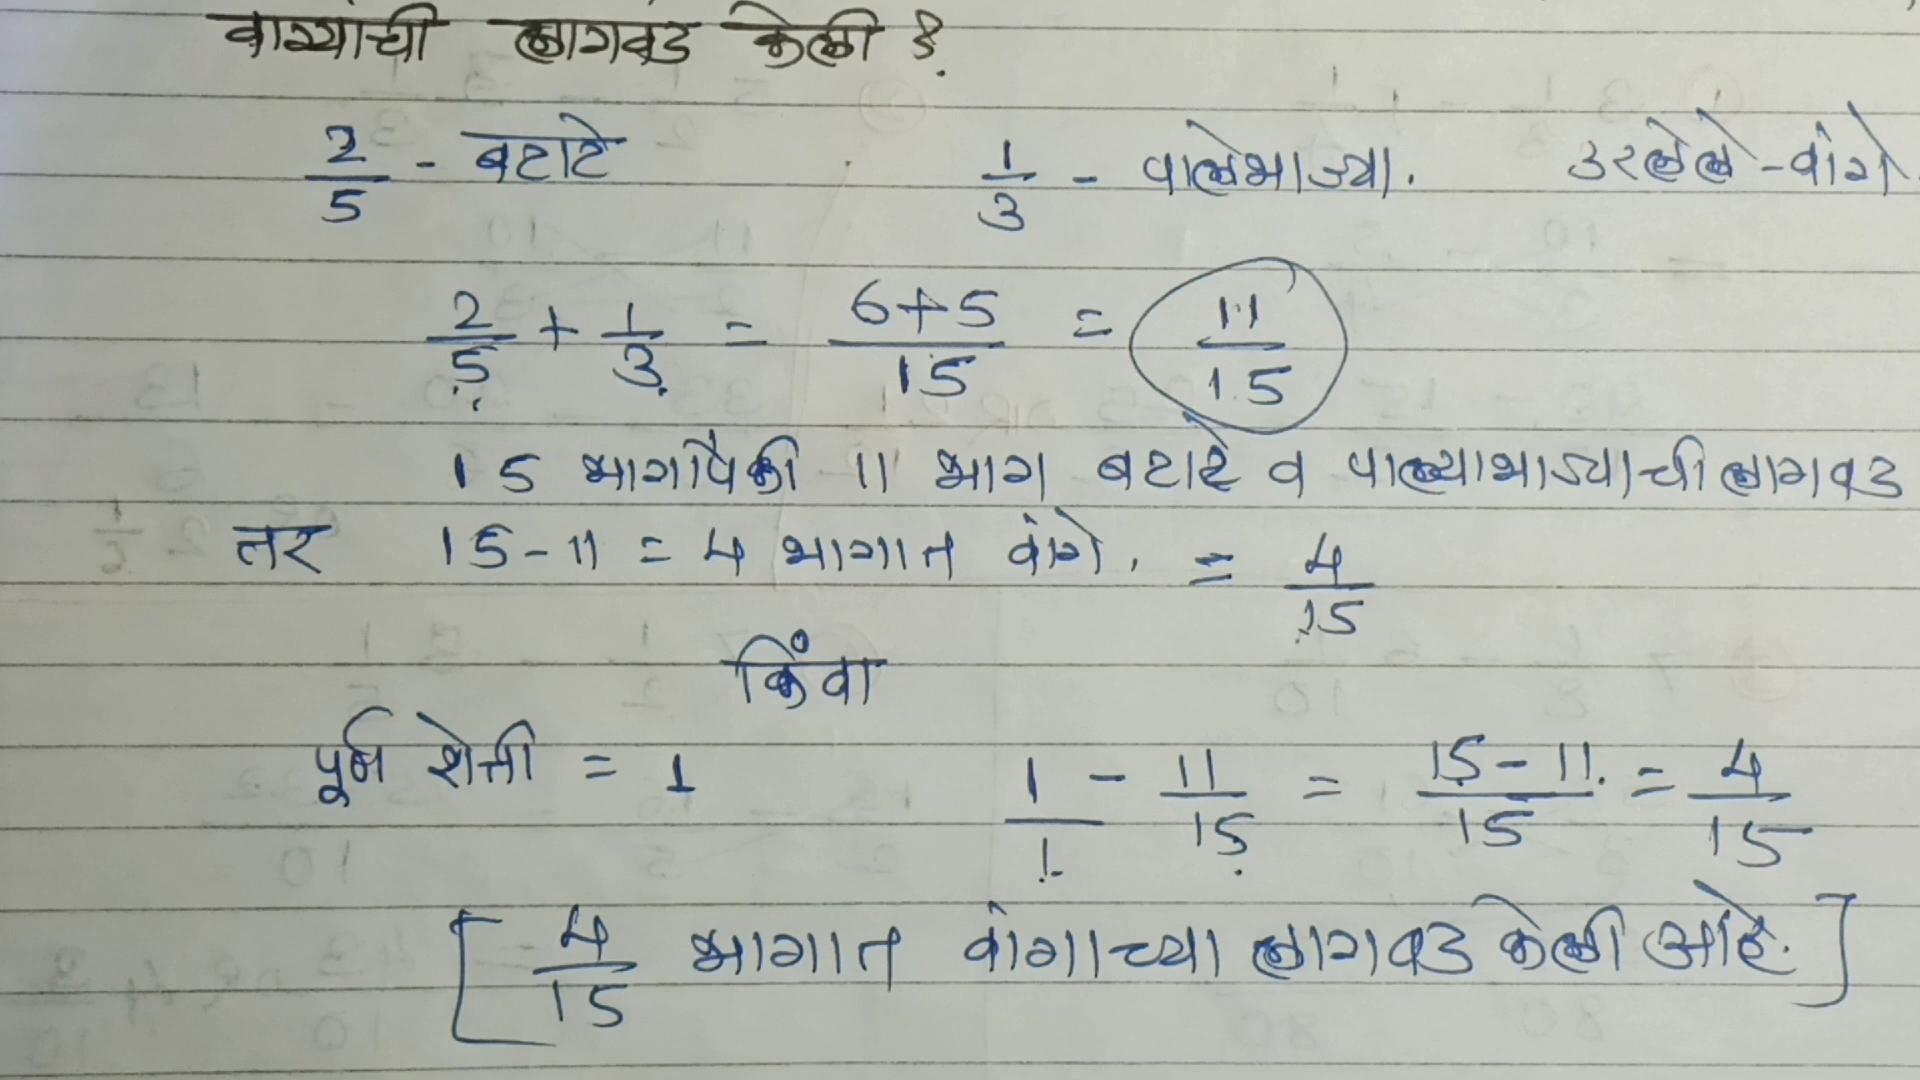 वांग्यांची लागवड केली ?
2/5 - बटाटे 1/3 - पालेभाज्या. उरलेले - वांगे
2/5 + 1/3 = 6+5/15 = 11/15
15 भागांपैकी 11 भाग बटाटे व पाल्याभाज्याची लागवड
तर 15 - 11 = 4 भागात वांगे. = 4/15
किंवा
पूर्ण शेती = 1 1/1 - 11/15 = 15-11/15 = 4/15
[ 4/15 भागात वांगाच्या लागवड केली आहे. ]